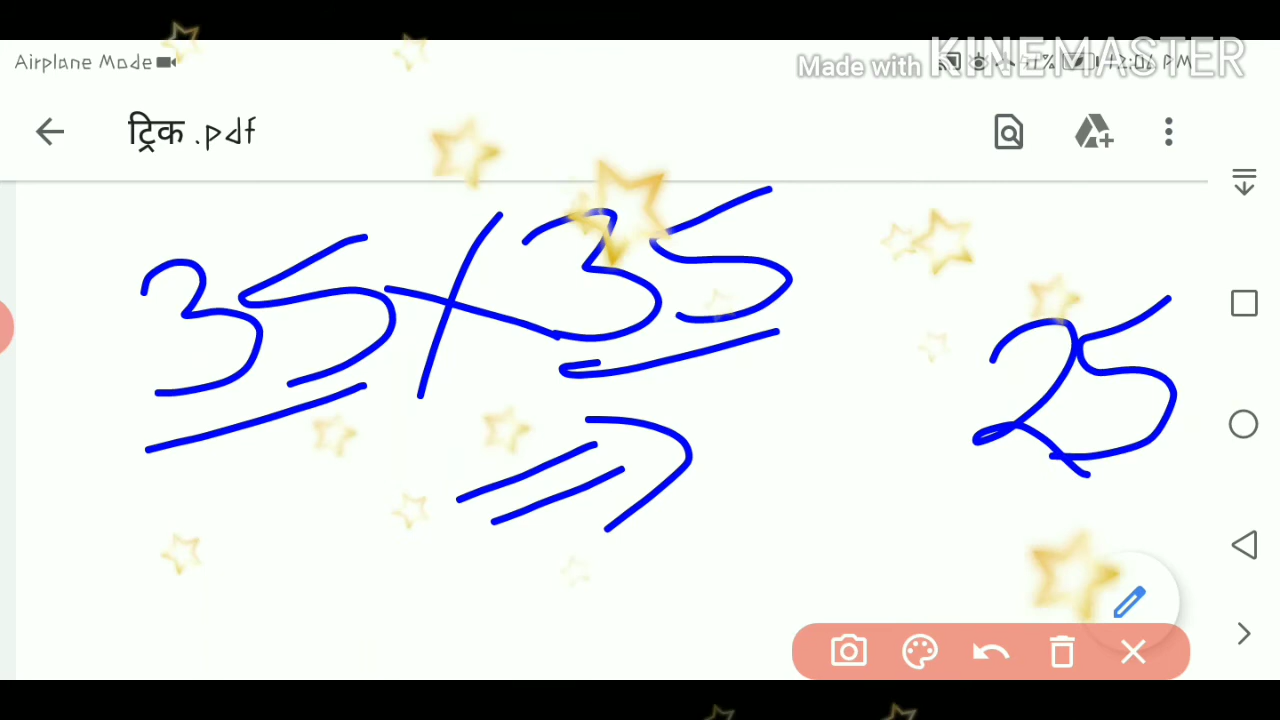 Airplane Mode
Made with KINEMASTER
ट्रिक .pdf
35 X 35
25